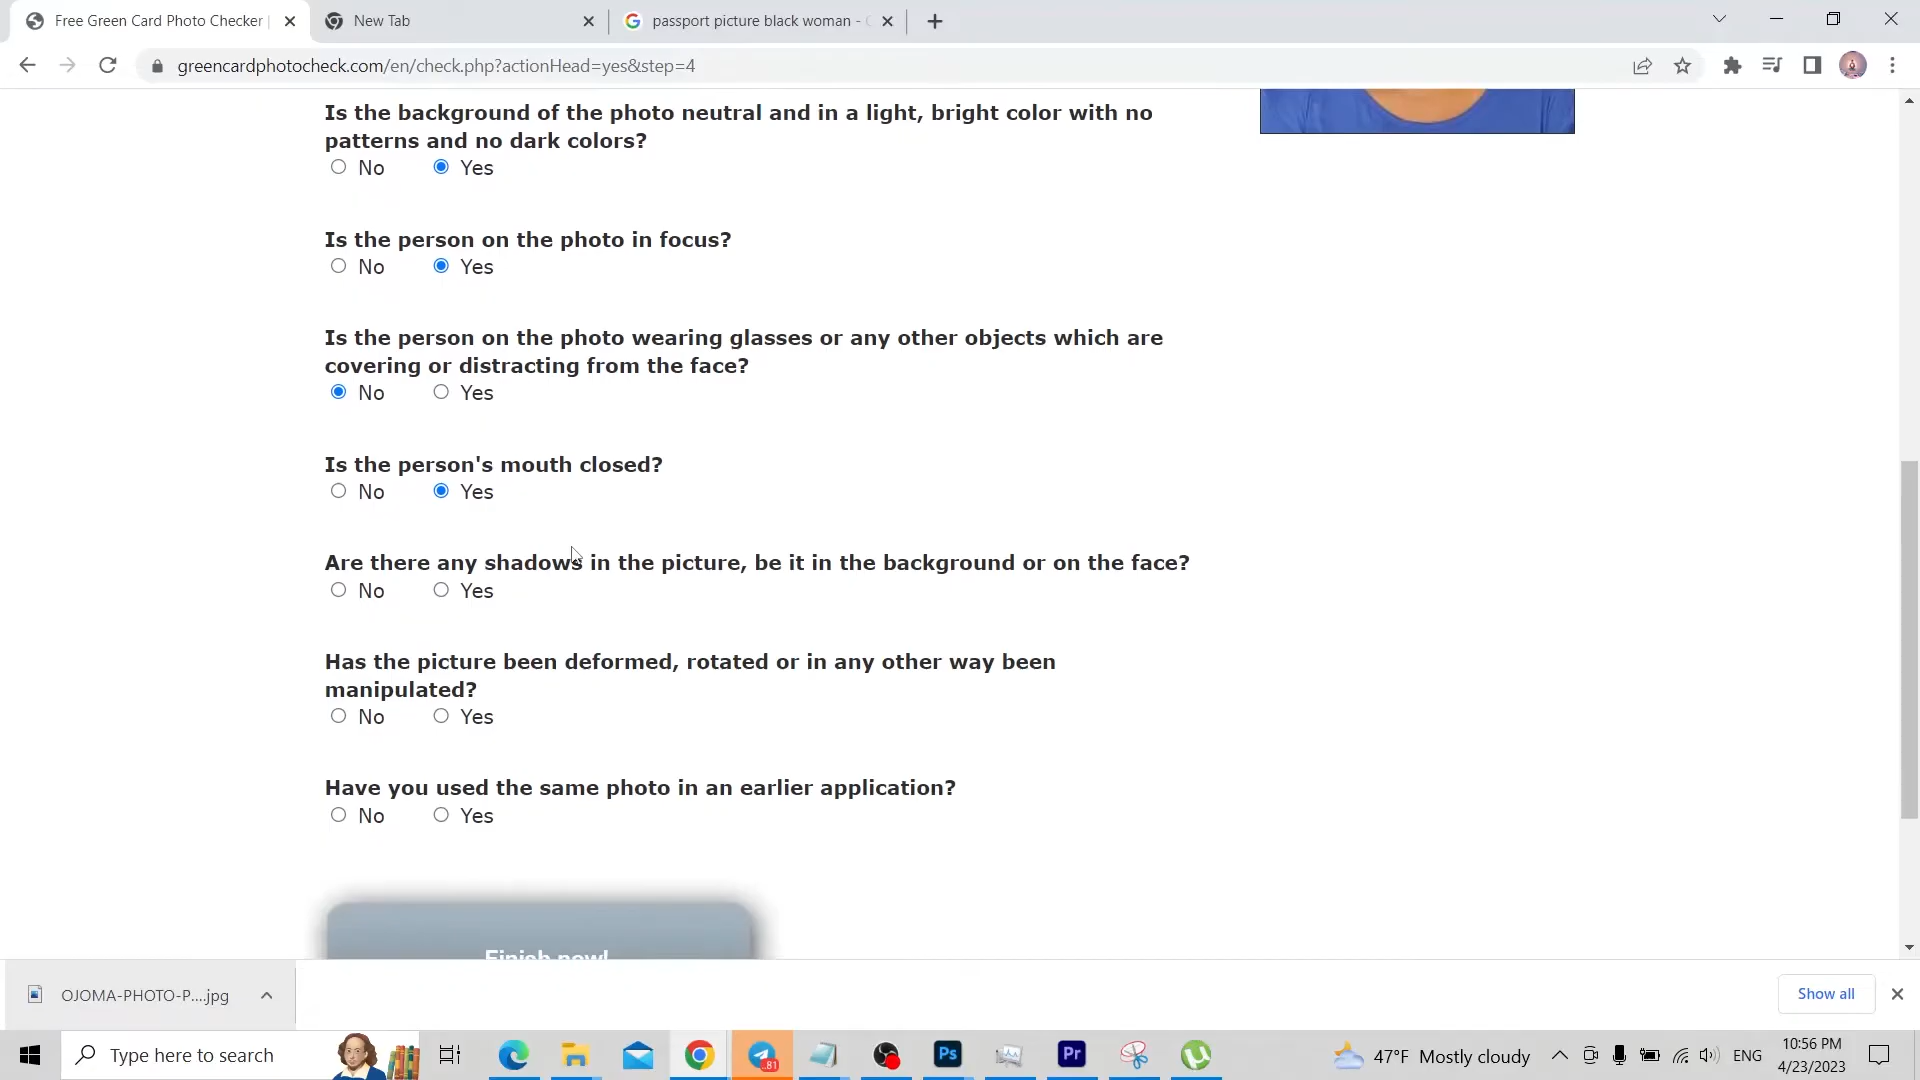 Free Green Card Photo Checker |
New Tab
passport picture black woman -
greencardphotocheck.com/en/check.php?actionHead=yes&step=4
Is the background of the photo neutral and in a light, bright color with no
patterns and no dark colors?
No Yes
Is the person on the photo in focus?
No Yes
Is the person on the photo wearing glasses or any other objects which are
covering or distracting from the face?
No Yes
Is the person's mouth closed?
No Yes
Are there any shadows in the picture, be it in the background or on the face?
No Yes
Has the picture been deformed, rotated or in any other way been
manipulated?
No Yes
Have you used the same photo in an earlier application?
No Yes
Finish now!
OJOMA-PHOTO-P....jpg
Show all
Type here to search
81
Ps
Pr
47°F Mostly cloudy
ENG
10:56 PM
4/23/2023